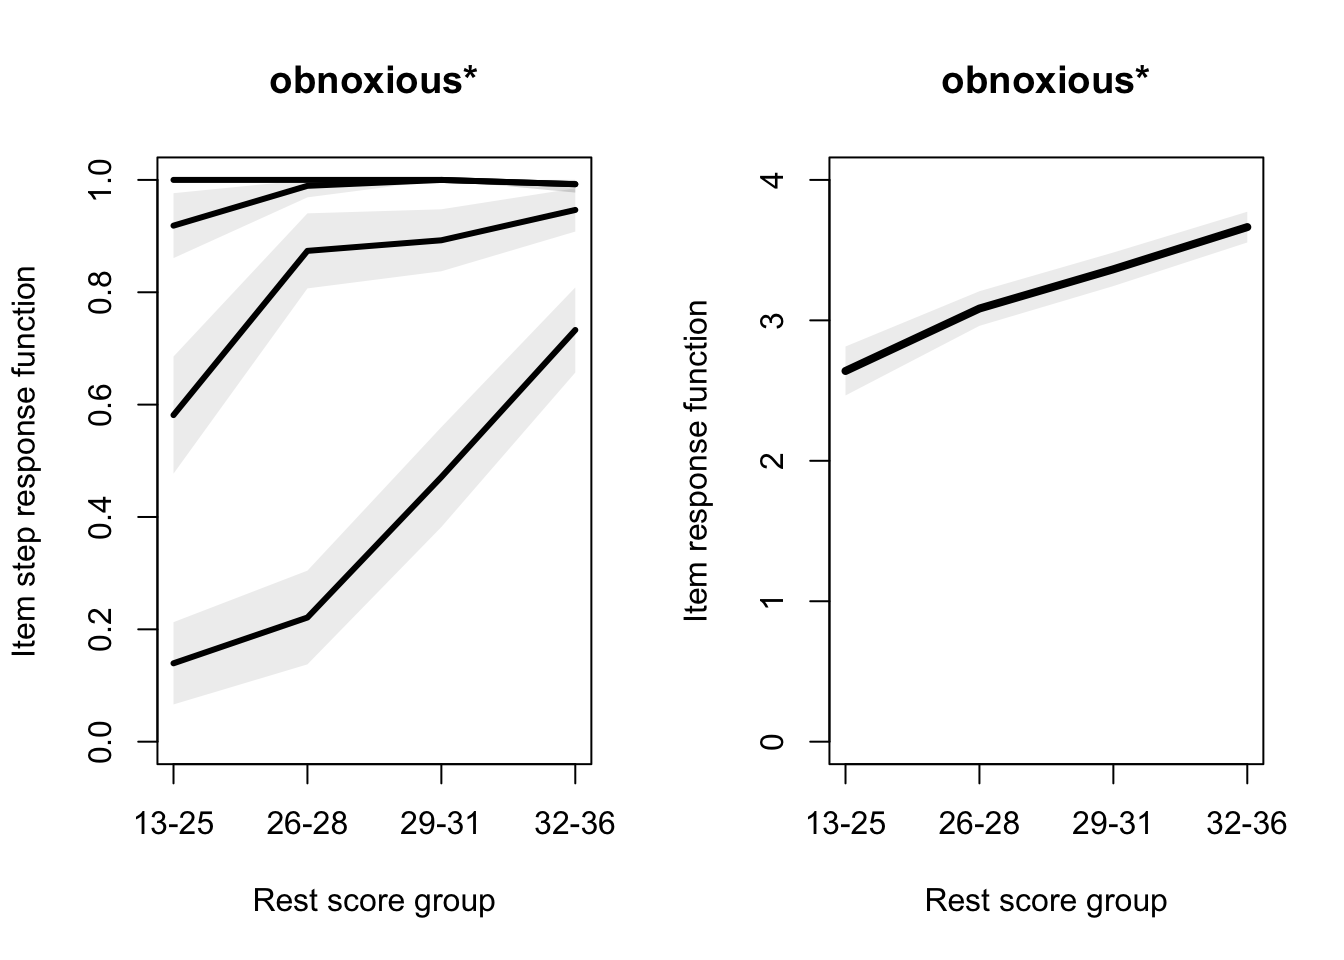 obnoxious*
Item step response function
1.0
0.8
0.6
0.4
0.2
0.0
13-25 26-28 29-31 32-36
Rest score group
obnoxious*
Item response function
4
3
2
1
0
13-25 26-28 29-31 32-36
Rest score group